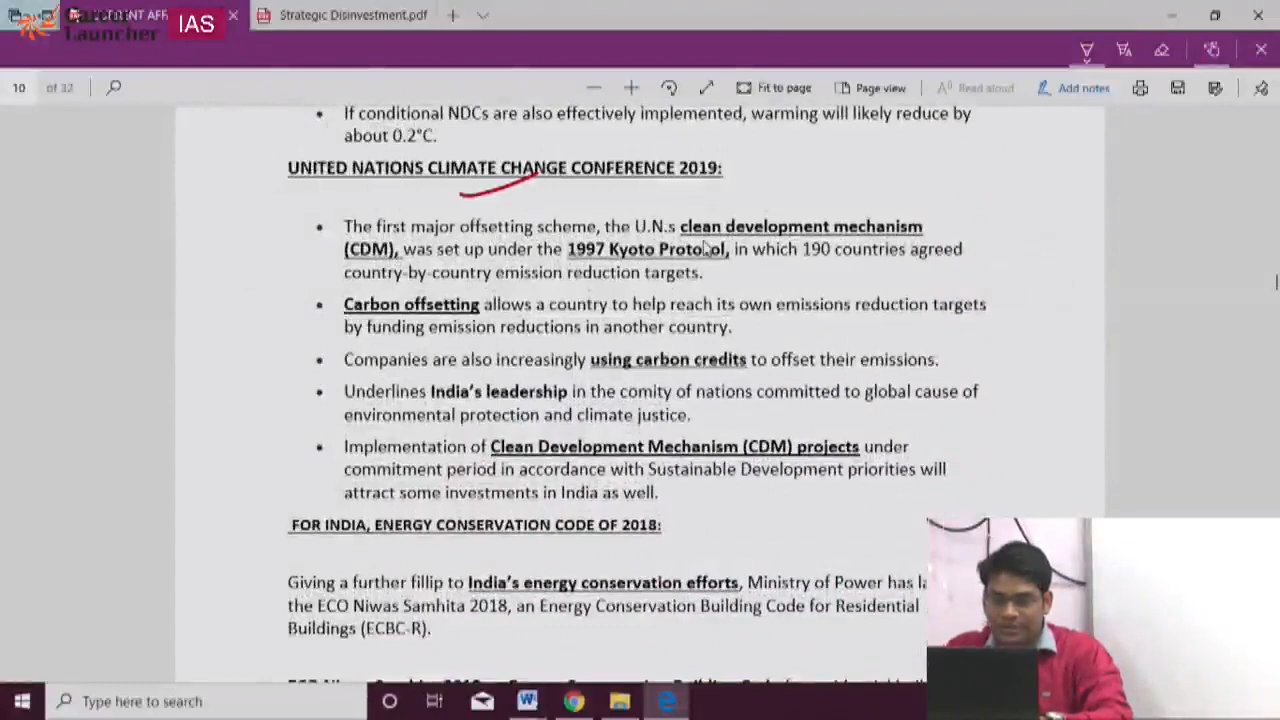 Launcher
IAS
Strategic Disinvestment.pdf
10 of 32
Fit to page
Page view
Read aloud
Add notes
• If conditional NDCs are also effectively implemented, warming will likely reduce by
about 0.2°C.
UNITED NATIONS CLIMATE CHANGE CONFERENCE 2019:
• The first major offsetting scheme, the U.N.s clean development mechanism
(CDM), was set up under the 1997 Kyoto Protocol, in which 190 countries agreed
country-by-country emission reduction targets.
• Carbon offsetting allows a country to help reach its own emissions reduction targets
by funding emission reductions in another country.
• Companies are also increasingly using carbon credits to offset their emissions.
• Underlines India's leadership in the comity of nations committed to global cause of
environmental protection and climate justice.
• Implementation of Clean Development Mechanism (CDM) projects under
commitment period in accordance with Sustainable Development priorities will
attract some investments in India as well.
FOR INDIA, ENERGY CONSERVATION CODE OF 2018:
Giving a further fillip to India's energy conservation efforts, Ministry of Power has
the ECO Niwas Samhita 2018, an Energy Conservation Building Code for Residential
Buildings (ECBC-R).
Type here to search